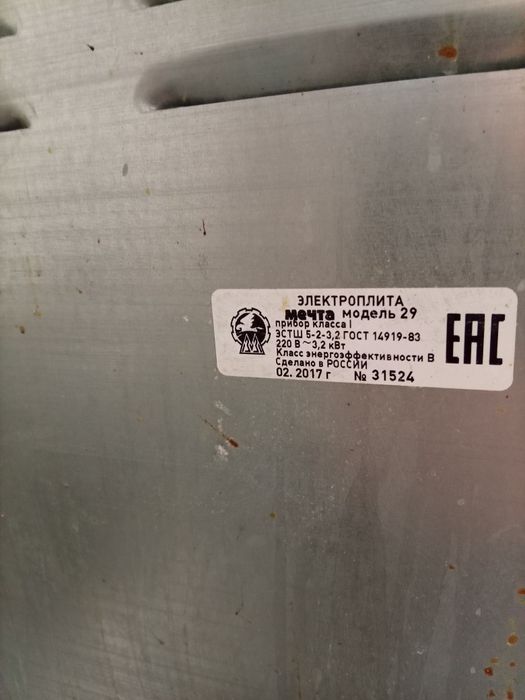 ЭЛЕКТРОПЛИТА
мечта модель 29
прибор класса I
ЭСТШ 5-2-3,2 ГОСТ 14919-83
220 В ~3,2 кВт
Класс энергоэффективности В
Сделано в РОССИИ
02. 2017 г № 31524
EAC